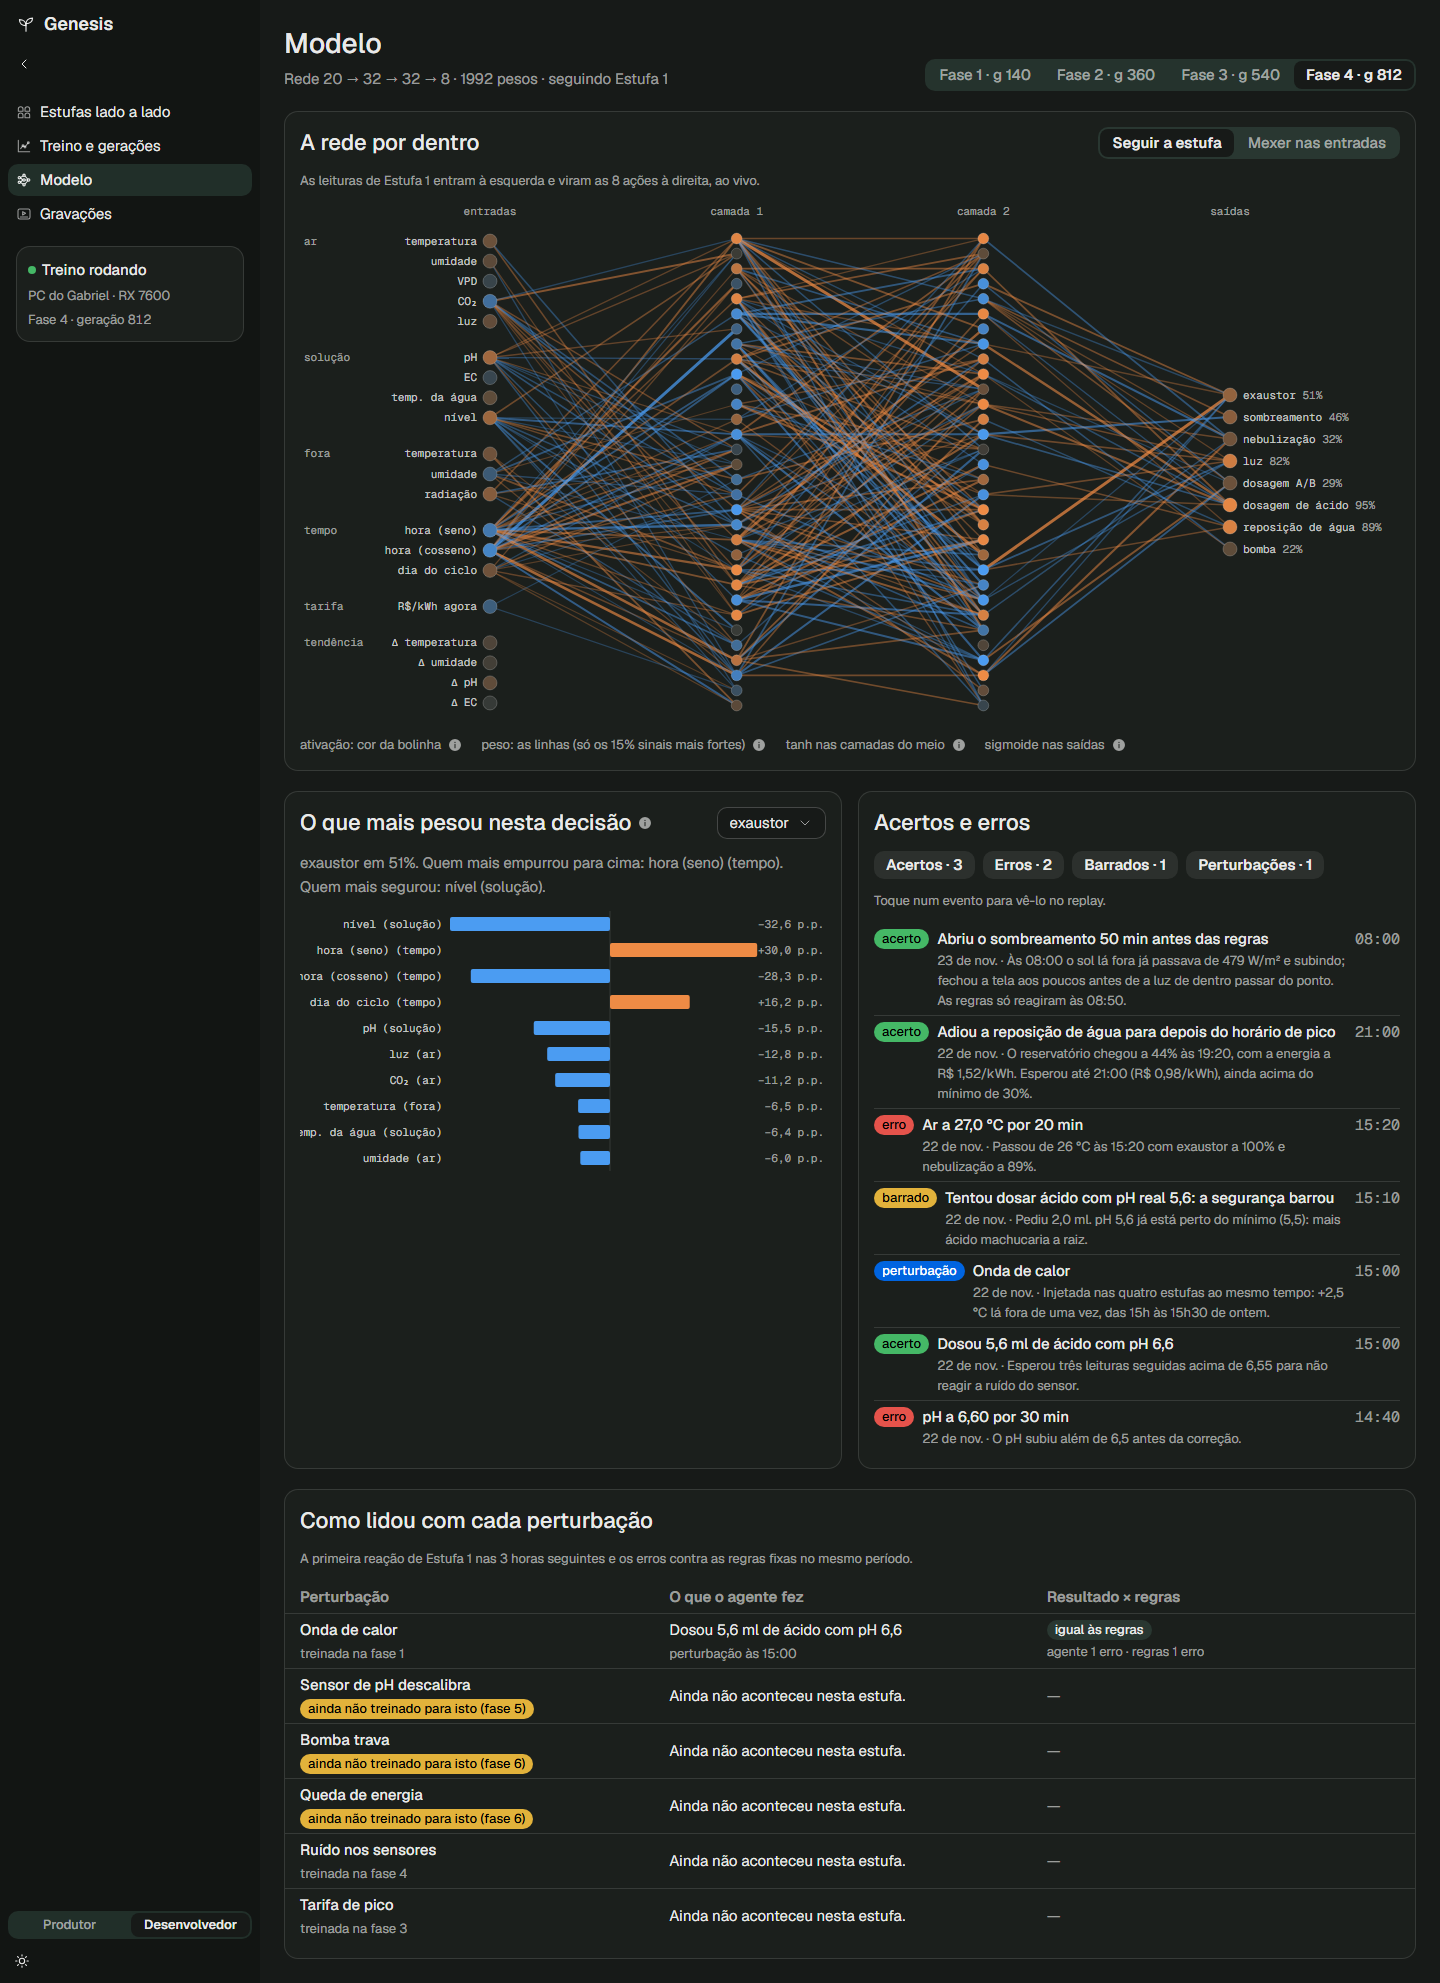 Genesis
Estufas lado a lado
Treino e gerações
Modelo
Gravações
Treino rodando
PC do Gabriel · RX 7600
Fase 4 · geração 812
Produtor
Desenvolvedor
Modelo
Rede 20 → 32 → 32 → 8 · 1992 pesos · seguindo Estufa 1
Fase 1 · g 140
Fase 2 · g 360
Fase 3 · g 540
Fase 4 · g 812
A rede por dentro
Seguir a estufa
Mexer nas entradas
As leituras de Estufa 1 entram à esquerda e viram as 8 ações à direita, ao vivo.
entradas
camada 1
camada 2
saídas
ar
temperatura
umidade
VPD
CO₂
luz
solução
pH
EC
temp. da água
nível
fora
temperatura
umidade
radiação
tempo
hora (seno)
hora (cosseno)
dia do ciclo
tarifa
R$/kWh agora
tendência
Δ temperatura
Δ umidade
Δ pH
Δ EC
exaustor 51%
sombreamento 46%
nebulização 32%
luz 82%
dosagem A/B 29%
dosagem de ácido 95%
reposição de água 89%
bomba 22%
ativação: cor da bolinha
peso: as linhas (só os 15% sinais mais fortes)
tanh nas camadas do meio
sigmoide nas saídas
O que mais pesou nesta decisão
exaustor
exaustor em 51%. Quem mais empurrou para cima: hora (seno) (tempo).
Quem mais segurou: nível (solução).
nível (solução) −32,6 p.p.
hora (seno) (tempo) +30,0 p.p.
hora (cosseno) (tempo) −28,3 p.p.
dia do ciclo (tempo) +16,2 p.p.
pH (solução) −15,5 p.p.
luz (ar) −12,8 p.p.
CO₂ (ar) −11,2 p.p.
temperatura (fora) −6,5 p.p.
emp. da água (solução) −6,4 p.p.
umidade (ar) −6,0 p.p.
Acertos e erros
Acertos · 3
Erros · 2
Barrados · 1
Perturbações · 1
Toque num evento para vê-lo no replay.
acerto Abriu o sombreamento 50 min antes das regras 08:00
23 de nov. · Às 08:00 o sol lá fora já passava de 479 W/m² e subindo;
fechou a tela aos poucos antes de a luz de dentro passar do ponto.
As regras só reagiram às 08:50.
acerto Adiou a reposição de água para depois do horário de pico 21:00
22 de nov. · O reservatório chegou a 44% às 19:20, com a energia a
R$ 1,52/kWh. Esperou até 21:00 (R$ 0,98/kWh), ainda acima do
mínimo de 30%.
erro Ar a 27,0 °C por 20 min 15:20
22 de nov. · Passou de 26 °C às 15:20 com exaustor a 100% e
nebulização a 89%.
barrado Tentou dosar ácido com pH real 5,6: a segurança barrou 15:10
22 de nov. · Pediu 2,0 ml. pH 5,6 já está perto do mínimo (5,5): mais
ácido machucaria a raiz.
perturbação Onda de calor 15:00
22 de nov. · Injetada nas quatro estufas ao mesmo tempo: +2,5
°C lá fora de uma vez, das 15h às 15h30 de ontem.
acerto Dosou 5,6 ml de ácido com pH 6,6 15:00
22 de nov. · Esperou três leituras seguidas acima de 6,55 para não
reagir a ruído do sensor.
erro pH a 6,60 por 30 min 14:40
22 de nov. · O pH subiu além de 6,5 antes da correção.
Como lidou com cada perturbação
A primeira reação de Estufa 1 nas 3 horas seguintes e os erros contra as regras fixas no mesmo período.
Perturbação
O que o agente fez
Resultado × regras
Onda de calor
treinada na fase 1
Dosou 5,6 ml de ácido com pH 6,6
perturbação às 15:00
igual às regras
agente 1 erro · regras 1 erro
Sensor de pH descalibra
ainda não treinado para isto (fase 5)
Ainda não aconteceu nesta estufa.
—
Bomba trava
ainda não treinado para isto (fase 6)
Ainda não aconteceu nesta estufa.
—
Queda de energia
ainda não treinado para isto (fase 6)
Ainda não aconteceu nesta estufa.
—
Ruído nos sensores
treinada na fase 4
Ainda não aconteceu nesta estufa.
—
Tarifa de pico
treinada na fase 3
Ainda não aconteceu nesta estufa.
—